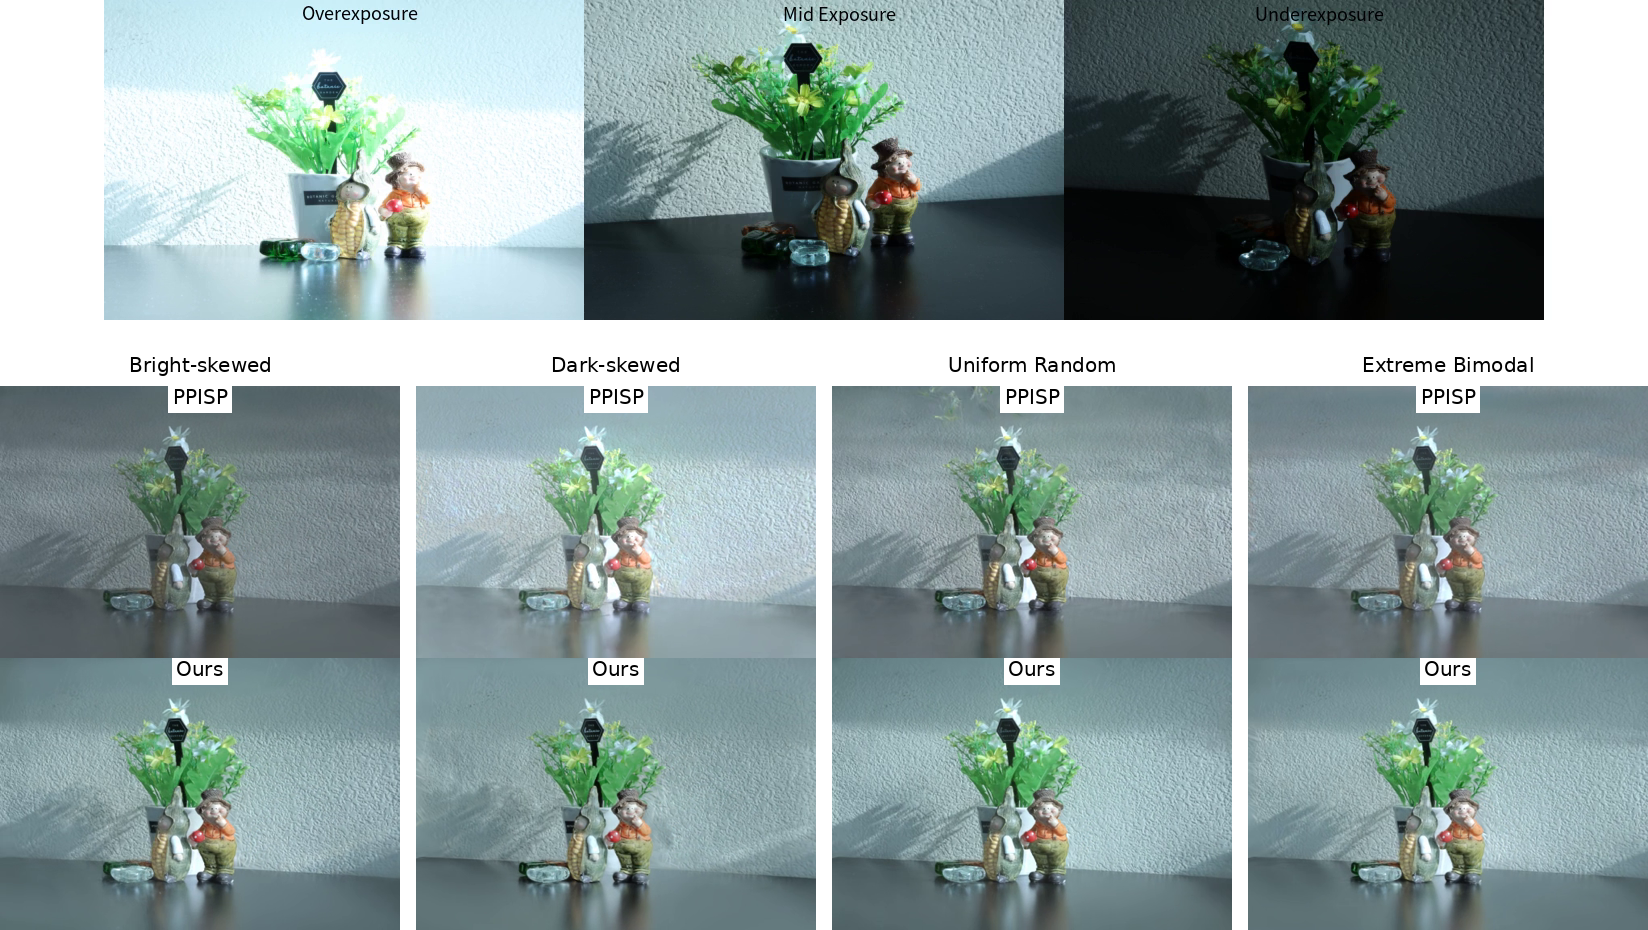 Overexposure
Mid Exposure
Underexposure
Bright-skewed
Dark-skewed
Uniform Random
Extreme Bimodal
PPISP
PPISP
PPISP
PPISP
Ours
Ours
Ours
Ours